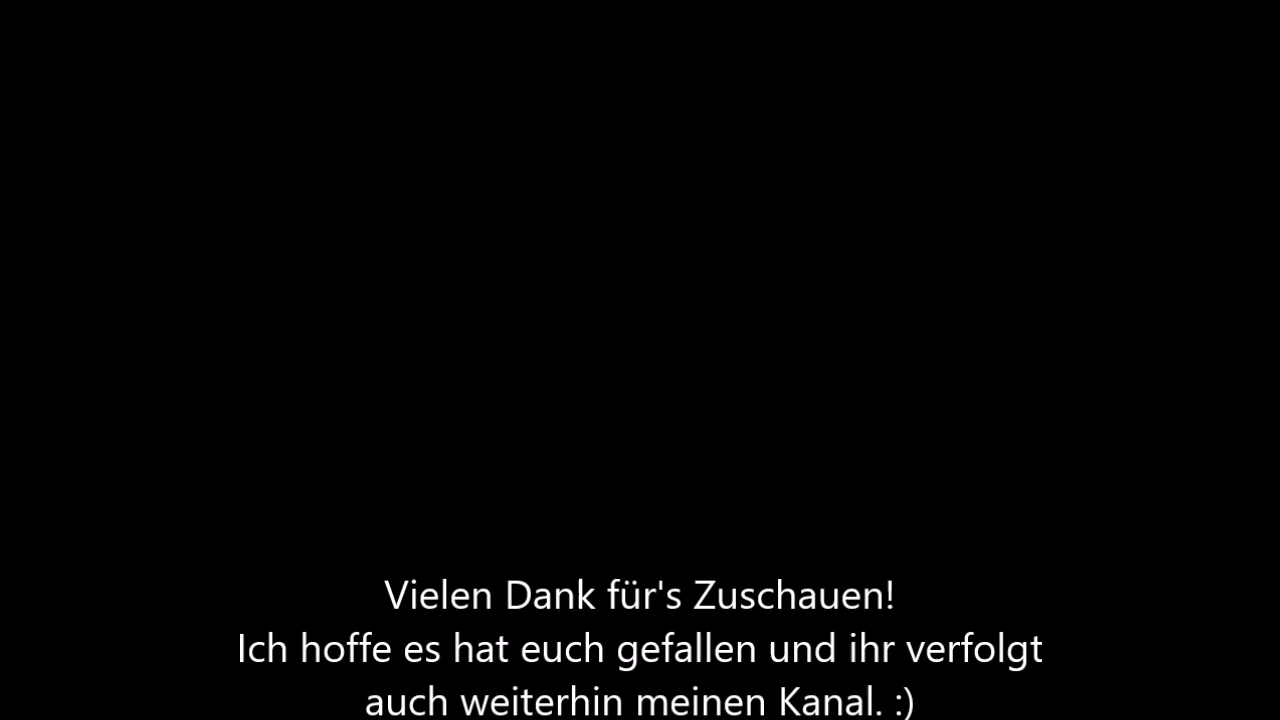 Vielen Dank für's Zuschauen!
Ich hoffe es hat euch gefallen und ihr verfolgt
auch weiterhin meinen Kanal. :)